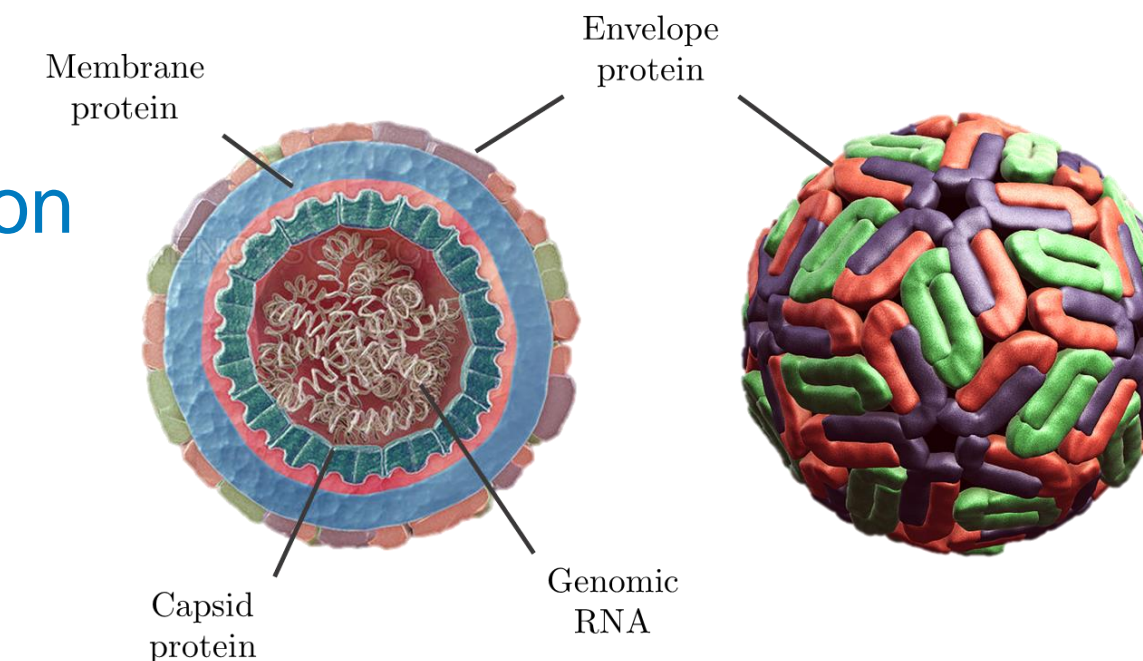 Envelope
protein
Membrane
protein
on
Genomic
RNA
Capsid
protein